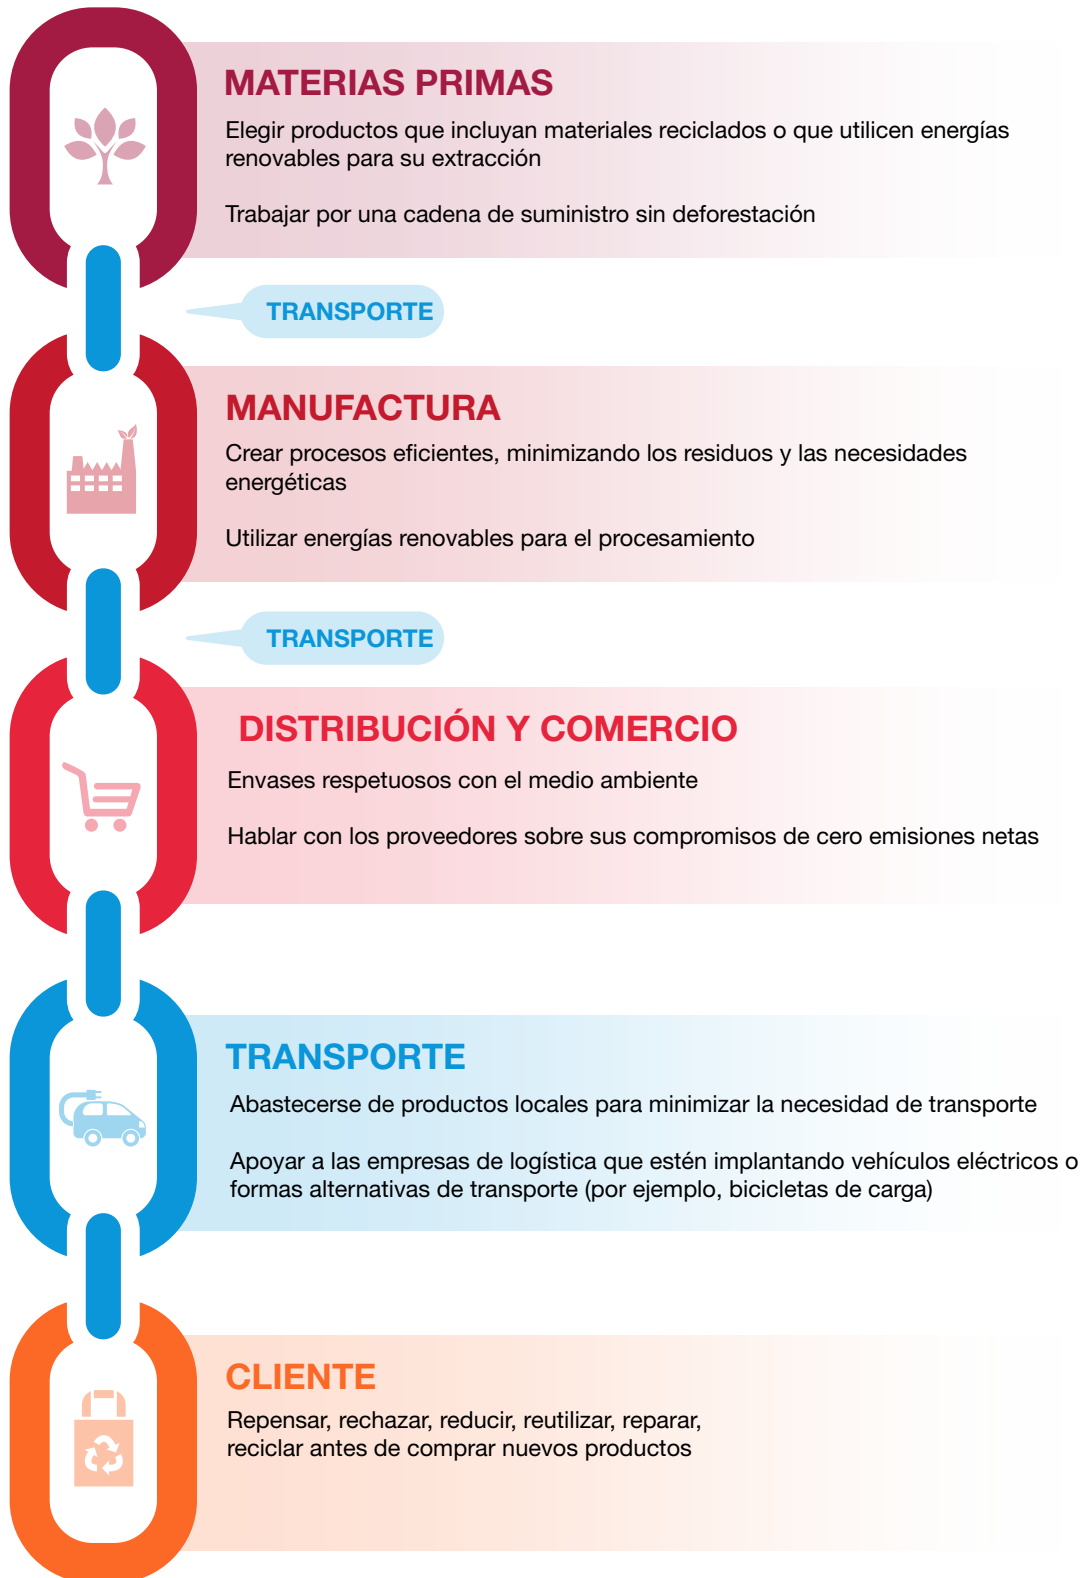 MATERIAS PRIMAS
Elegir productos que incluyan materiales reciclados o que utilicen energías
renovables para su extracción
Trabajar por una cadena de suministro sin deforestación
TRANSPORTE
MANUFACTURA
Crear procesos eficientes, minimizando los residuos y las necesidades
energéticas
Utilizar energías renovables para el procesamiento
TRANSPORTE
DISTRIBUCIÓN Y COMERCIO
Envases respetuosos con el medio ambiente
Hablar con los proveedores sobre sus compromisos de cero emisiones netas
TRANSPORTE
Abastecerse de productos locales para minimizar la necesidad de transporte
Apoyar a las empresas de logística que estén implantando vehículos eléctricos o
formas alternativas de transporte (por ejemplo, bicicletas de carga)
CLIENTE
Repensar, rechazar, reducir, reutilizar, reparar,
reciclar antes de comprar nuevos productos